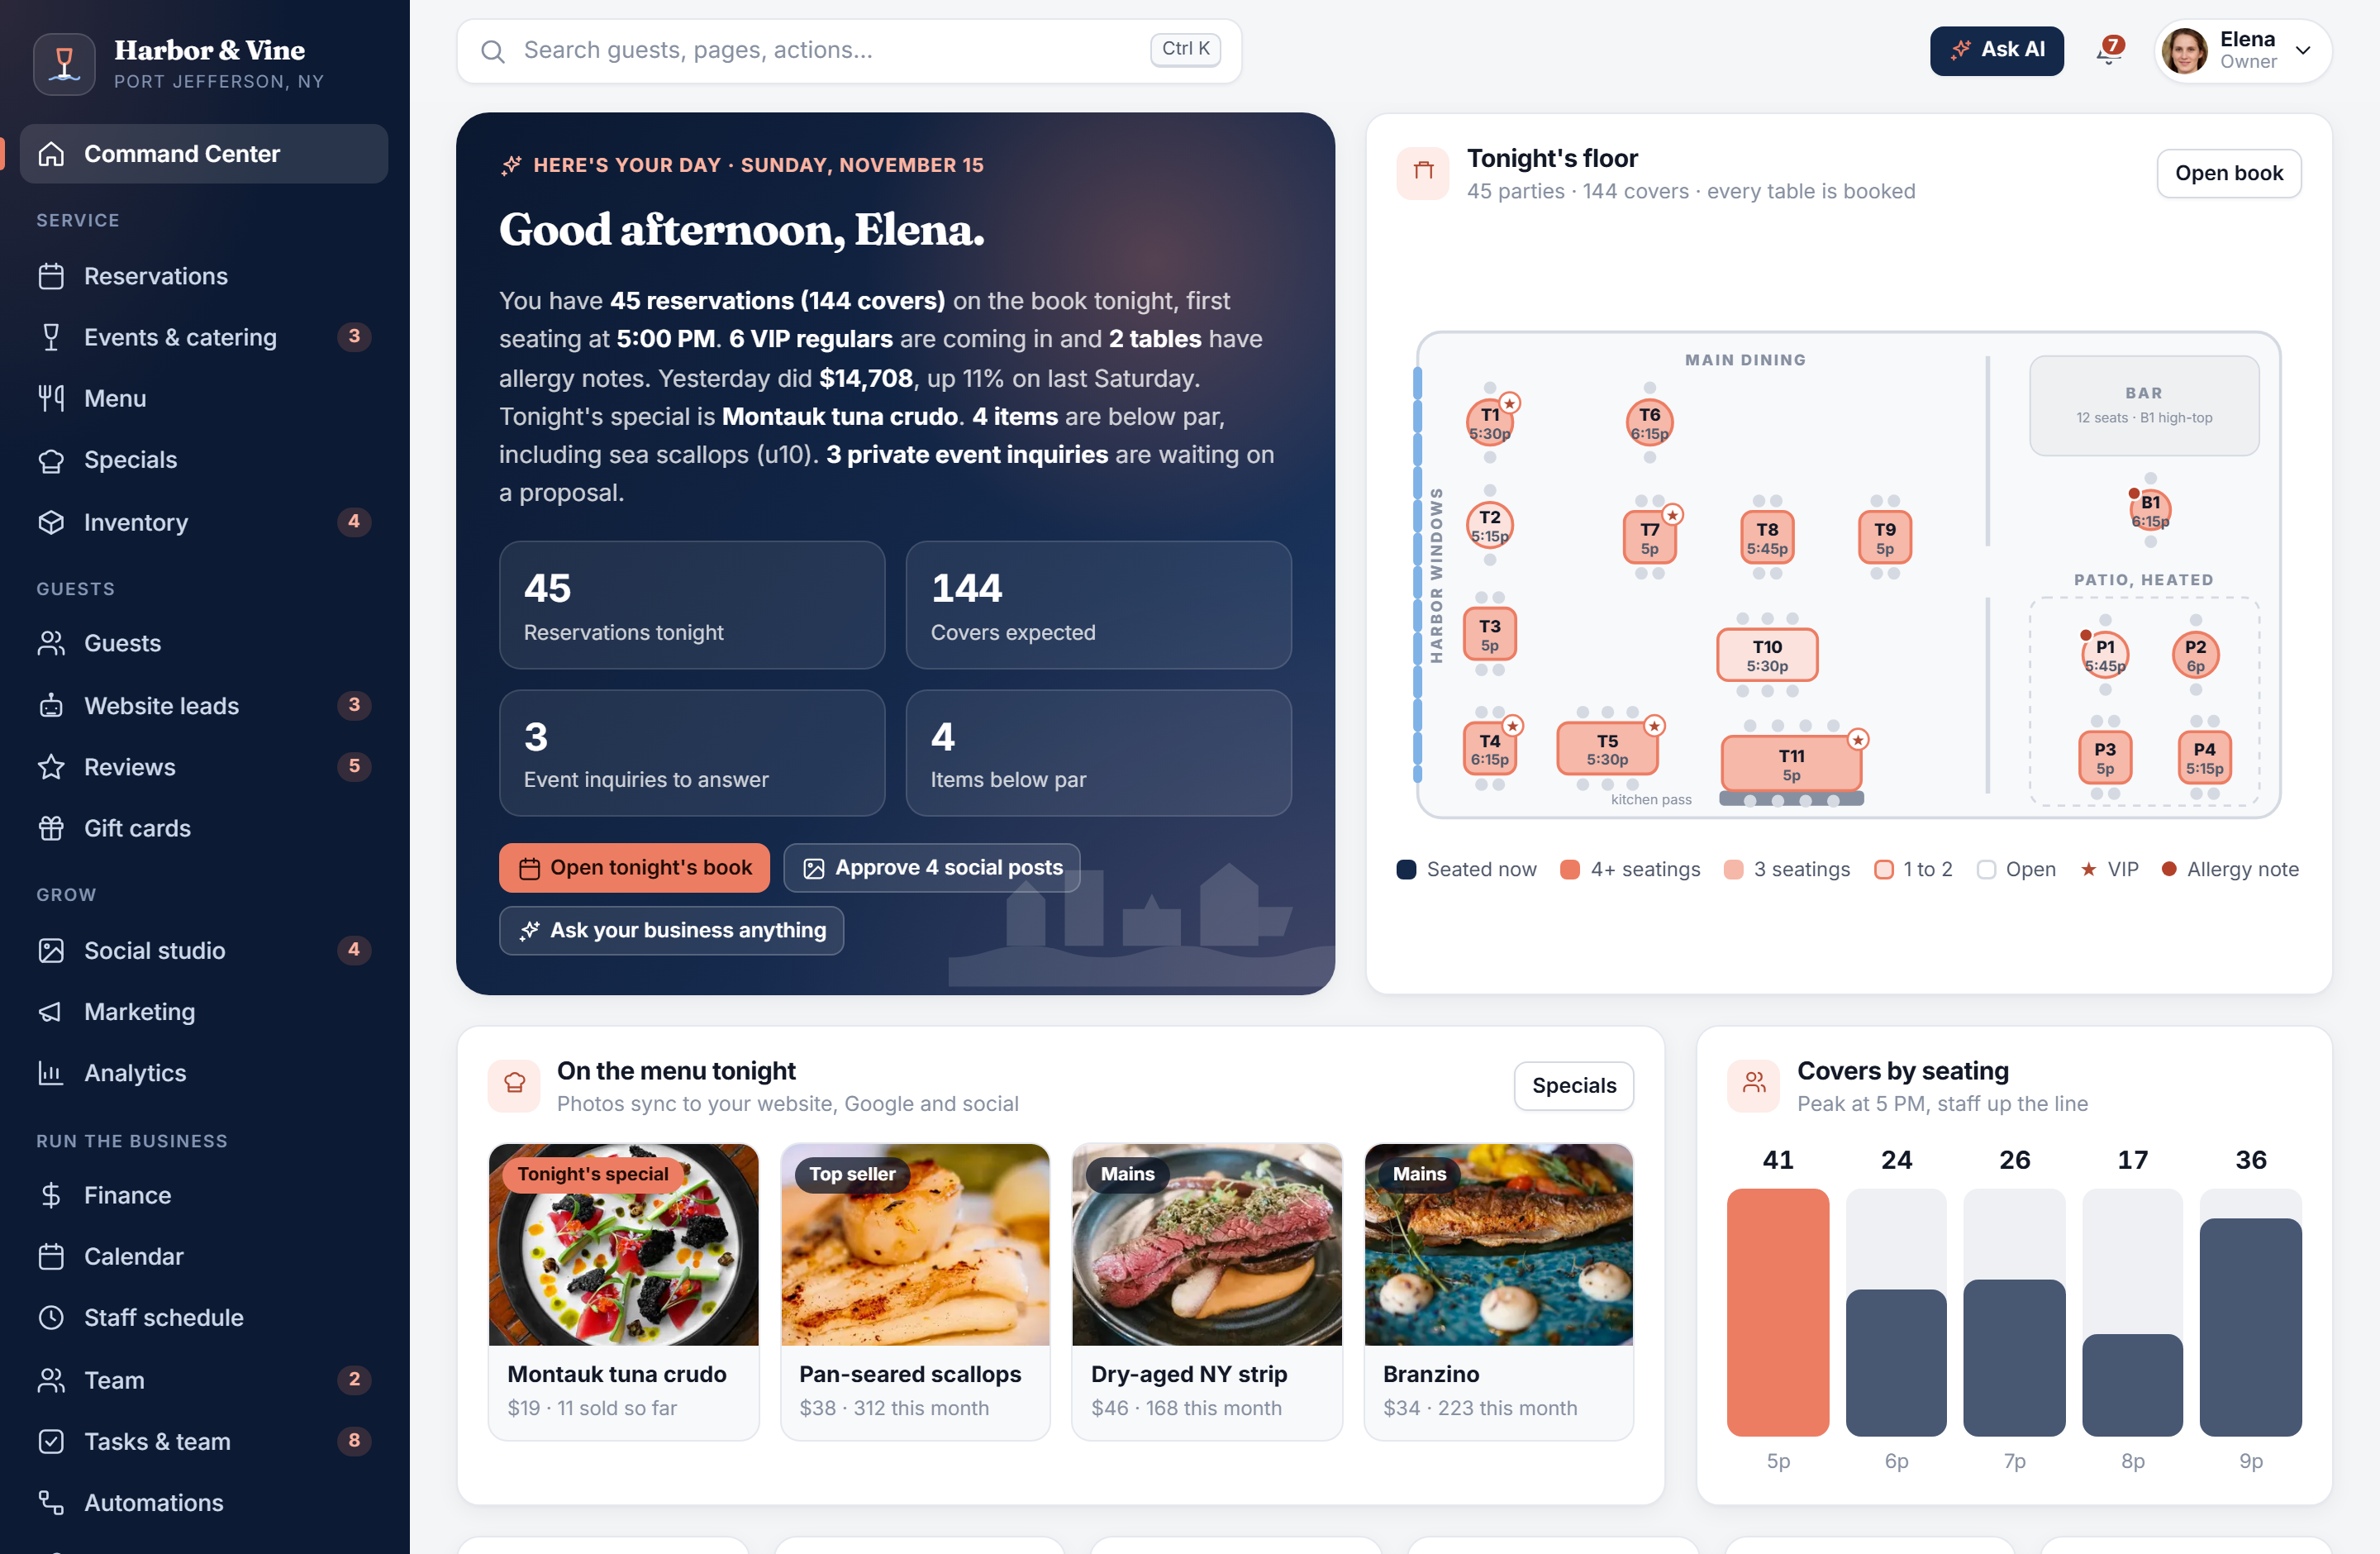 Harbor & Vine
PORT JEFFERSON, NY
Command Center
SERVICE
Reservations
Events & catering
3
Menu
Specials
Inventory
4
GUESTS
Guests
Website leads
3
Reviews
5
Gift cards
GROW
Social studio
4
Marketing
Analytics
RUN THE BUSINESS
Finance
Calendar
Staff schedule
Team
2
Tasks & team
8
Automations
Search guests, pages, actions...
Ctrl K
Ask AI
7
Elena
Owner
HERE'S YOUR DAY · SUNDAY, NOVEMBER 15
Good afternoon, Elena.
You have 45 reservations (144 covers) on the book tonight, first
seating at 5:00 PM. 6 VIP regulars are coming in and 2 tables have
allergy notes. Yesterday did $14,708, up 11% on last Saturday.
Tonight's special is Montauk tuna crudo. 4 items are below par,
including sea scallops (u10). 3 private event inquiries are waiting on
a proposal.
45
Reservations tonight
144
Covers expected
3
Event inquiries to answer
4
Items below par
Open tonight's book
Approve 4 social posts
Ask your business anything
Tonight's floor
45 parties · 144 covers · every table is booked
Open book
MAIN DINING
HARBOR WINDOWS
T1
5:30p
T6
6:15p
BAR
12 seats · B1 high-top
T2
5:15p
T7
5p
T8
5:45p
T9
5p
B1
6:15p
PATIO, HEATED
T3
5p
T10
5:30p
P1
5:45p
P2
6p
T4
6:15p
T5
5:30p
T11
5p
P3
5p
P4
5:15p
kitchen pass
Seated now
4+ seatings
3 seatings
1 to 2
Open
★ VIP
Allergy note
On the menu tonight
Photos sync to your website, Google and social
Specials
Tonight's special
Montauk tuna crudo
$19 · 11 sold so far
Top seller
Pan-seared scallops
$38 · 312 this month
Mains
Dry-aged NY strip
$46 · 168 this month
Mains
Branzino
$34 · 223 this month
Covers by seating
Peak at 5 PM, staff up the line
41 24 26 17 36
5p 6p 7p 8p 9p